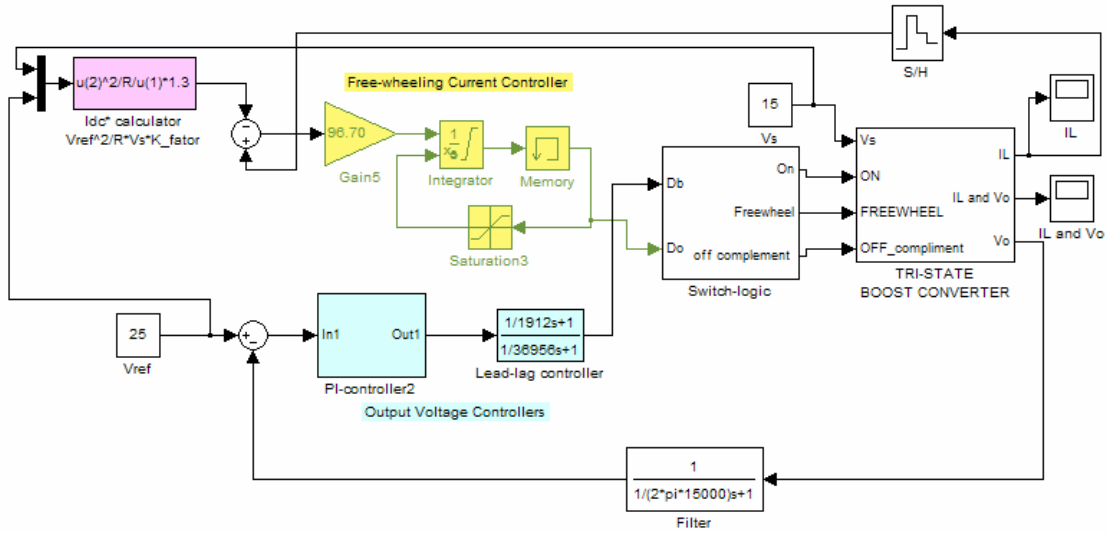 S/H
u(2)^2/R/u(1)*1.3
Idc* calculator
Vref^2/R*Vs*K_fator
Free-wheeling Current Controller
96.70
Gain5
1
s
Integrator
Memory
Saturation3
15
Vs
IL
Db
Do
On
Freewheel
off complement
Switch-logic
Vs
ON
FREEWHEEL
OFF_compliment
IL
IL and Vo
Vo
TRI-STATE
BOOST CONVERTER
IL and Vo
25
Vref
In1
Out1
PI-controller2
1/1912s+1
1/36956s+1
Lead-lag controller
Output Voltage Controllers
1
1/(2*pi*15000)s+1
Filter